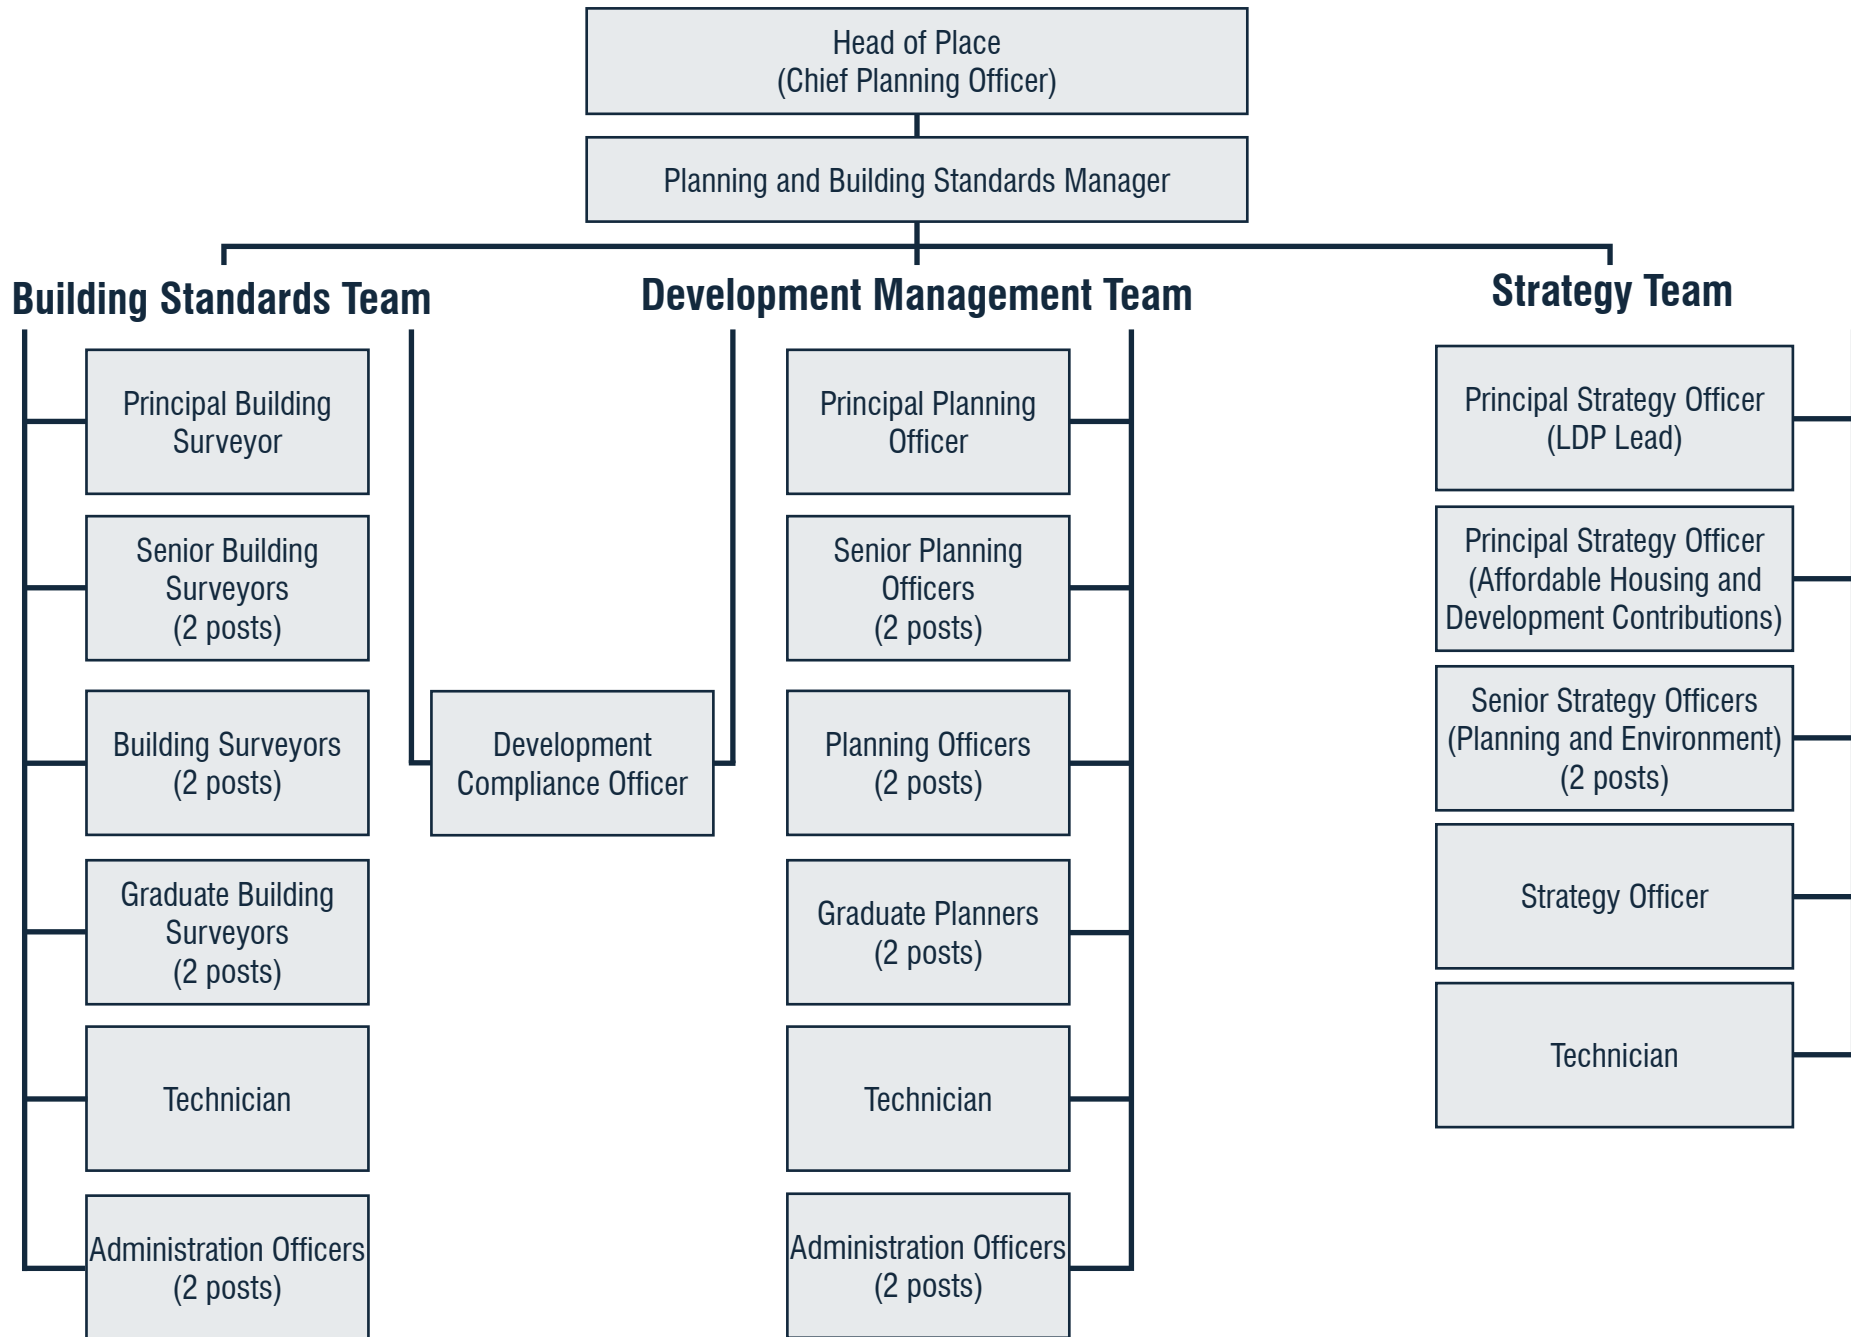 Head of Place
(Chief Planning Officer)
Planning and Building Standards Manager
Building Standards Team
Principal Building
Surveyor
Senior Building
Surveyors
(2 posts)
Building Surveyors
(2 posts)
Graduate Building
Surveyors
(2 posts)
Technician
Administration Officers
(2 posts)
Development
Compliance Officer
Development Management Team
Principal Planning
Officer
Senior Planning
Officers
(2 posts)
Planning Officers
(2 posts)
Graduate Planners
(2 posts)
Technician
Administration Officers
(2 posts)
Strategy Team
Principal Strategy Officer
(LDP Lead)
Principal Strategy Officer
(Affordable Housing and
Development Contributions)
Senior Strategy Officers
(Planning and Environment)
(2 posts)
Strategy Officer
Technician